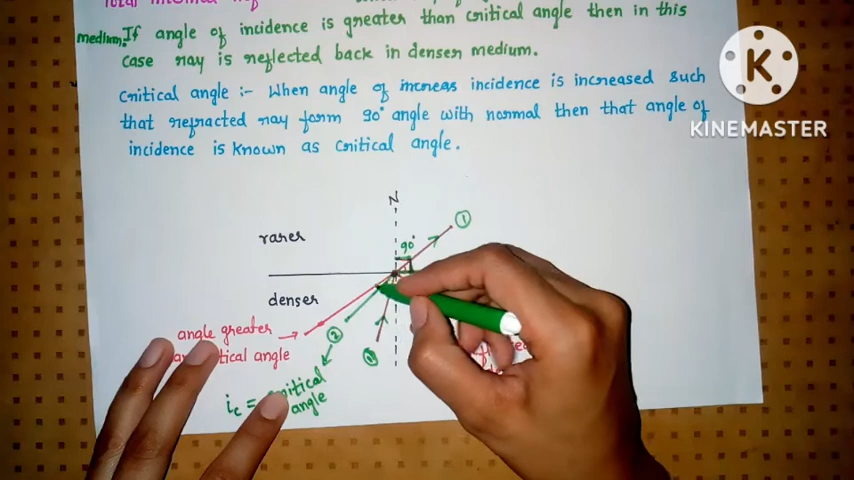 Total internal
If angle of incidence is greater than critical angle then in this
medium.
case ray is reflected back in denser medium.
Critical angle :- When angle of increas incidence is increased such
that refracted ray form 90° angle with normal then that angle of
incidence is known as critical angle.
K
KINEMASTER
N
1
rarer
90°
denser
angle greater
critical angle
2
ic = critical
angle